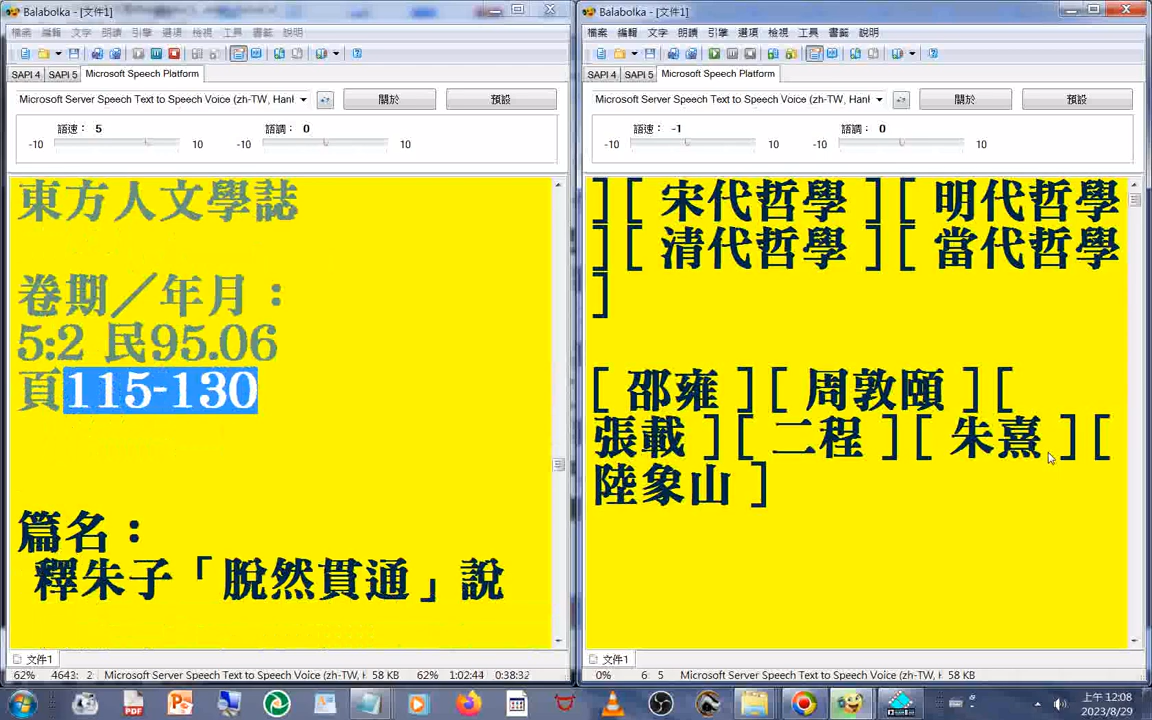 Balabolka - [文件1]
檔案 編輯 文字 朗讀 引擎 選項 檢視 工具 書籤 說明
SAPI 4 SAPI 5 Microsoft Speech Platform
Microsoft Server Speech Text to Speech Voice (zh-TW, Hanl
關於 預設
語速： 5 語調： 0
-10 10 -10 10
東方人文學誌
卷期／年月：
5:2 民95.06
頁115-130
篇名：
釋朱子「脫然貫通」說
文件1
62% 4643: 2 Microsoft Server Speech Text to Speech Voice (zh-TW, H 58 KB 62% 1:02:44 0:38:32
Balabolka - [文件1]
檔案 編輯 文字 朗讀 引擎 選項 檢視 工具 書籤 說明
SAPI 4 SAPI 5 Microsoft Speech Platform
Microsoft Server Speech Text to Speech Voice (zh-TW, Hanl
關於 預設
語速： -1 語調： 0
-10 10 -10 10
][ 宋代哲學 ][ 明代哲學
][ 清代哲學 ][ 當代哲學
]
[ 邵雍 ][ 周敦頤 ][
張載 ][ 二程 ][ 朱熹 ][
陸象山 ]
文件1
0% 6: 5 Microsoft Server Speech Text to Speech Voice (zh-TW, H 58 KB
上午 12:08
2023/8/29